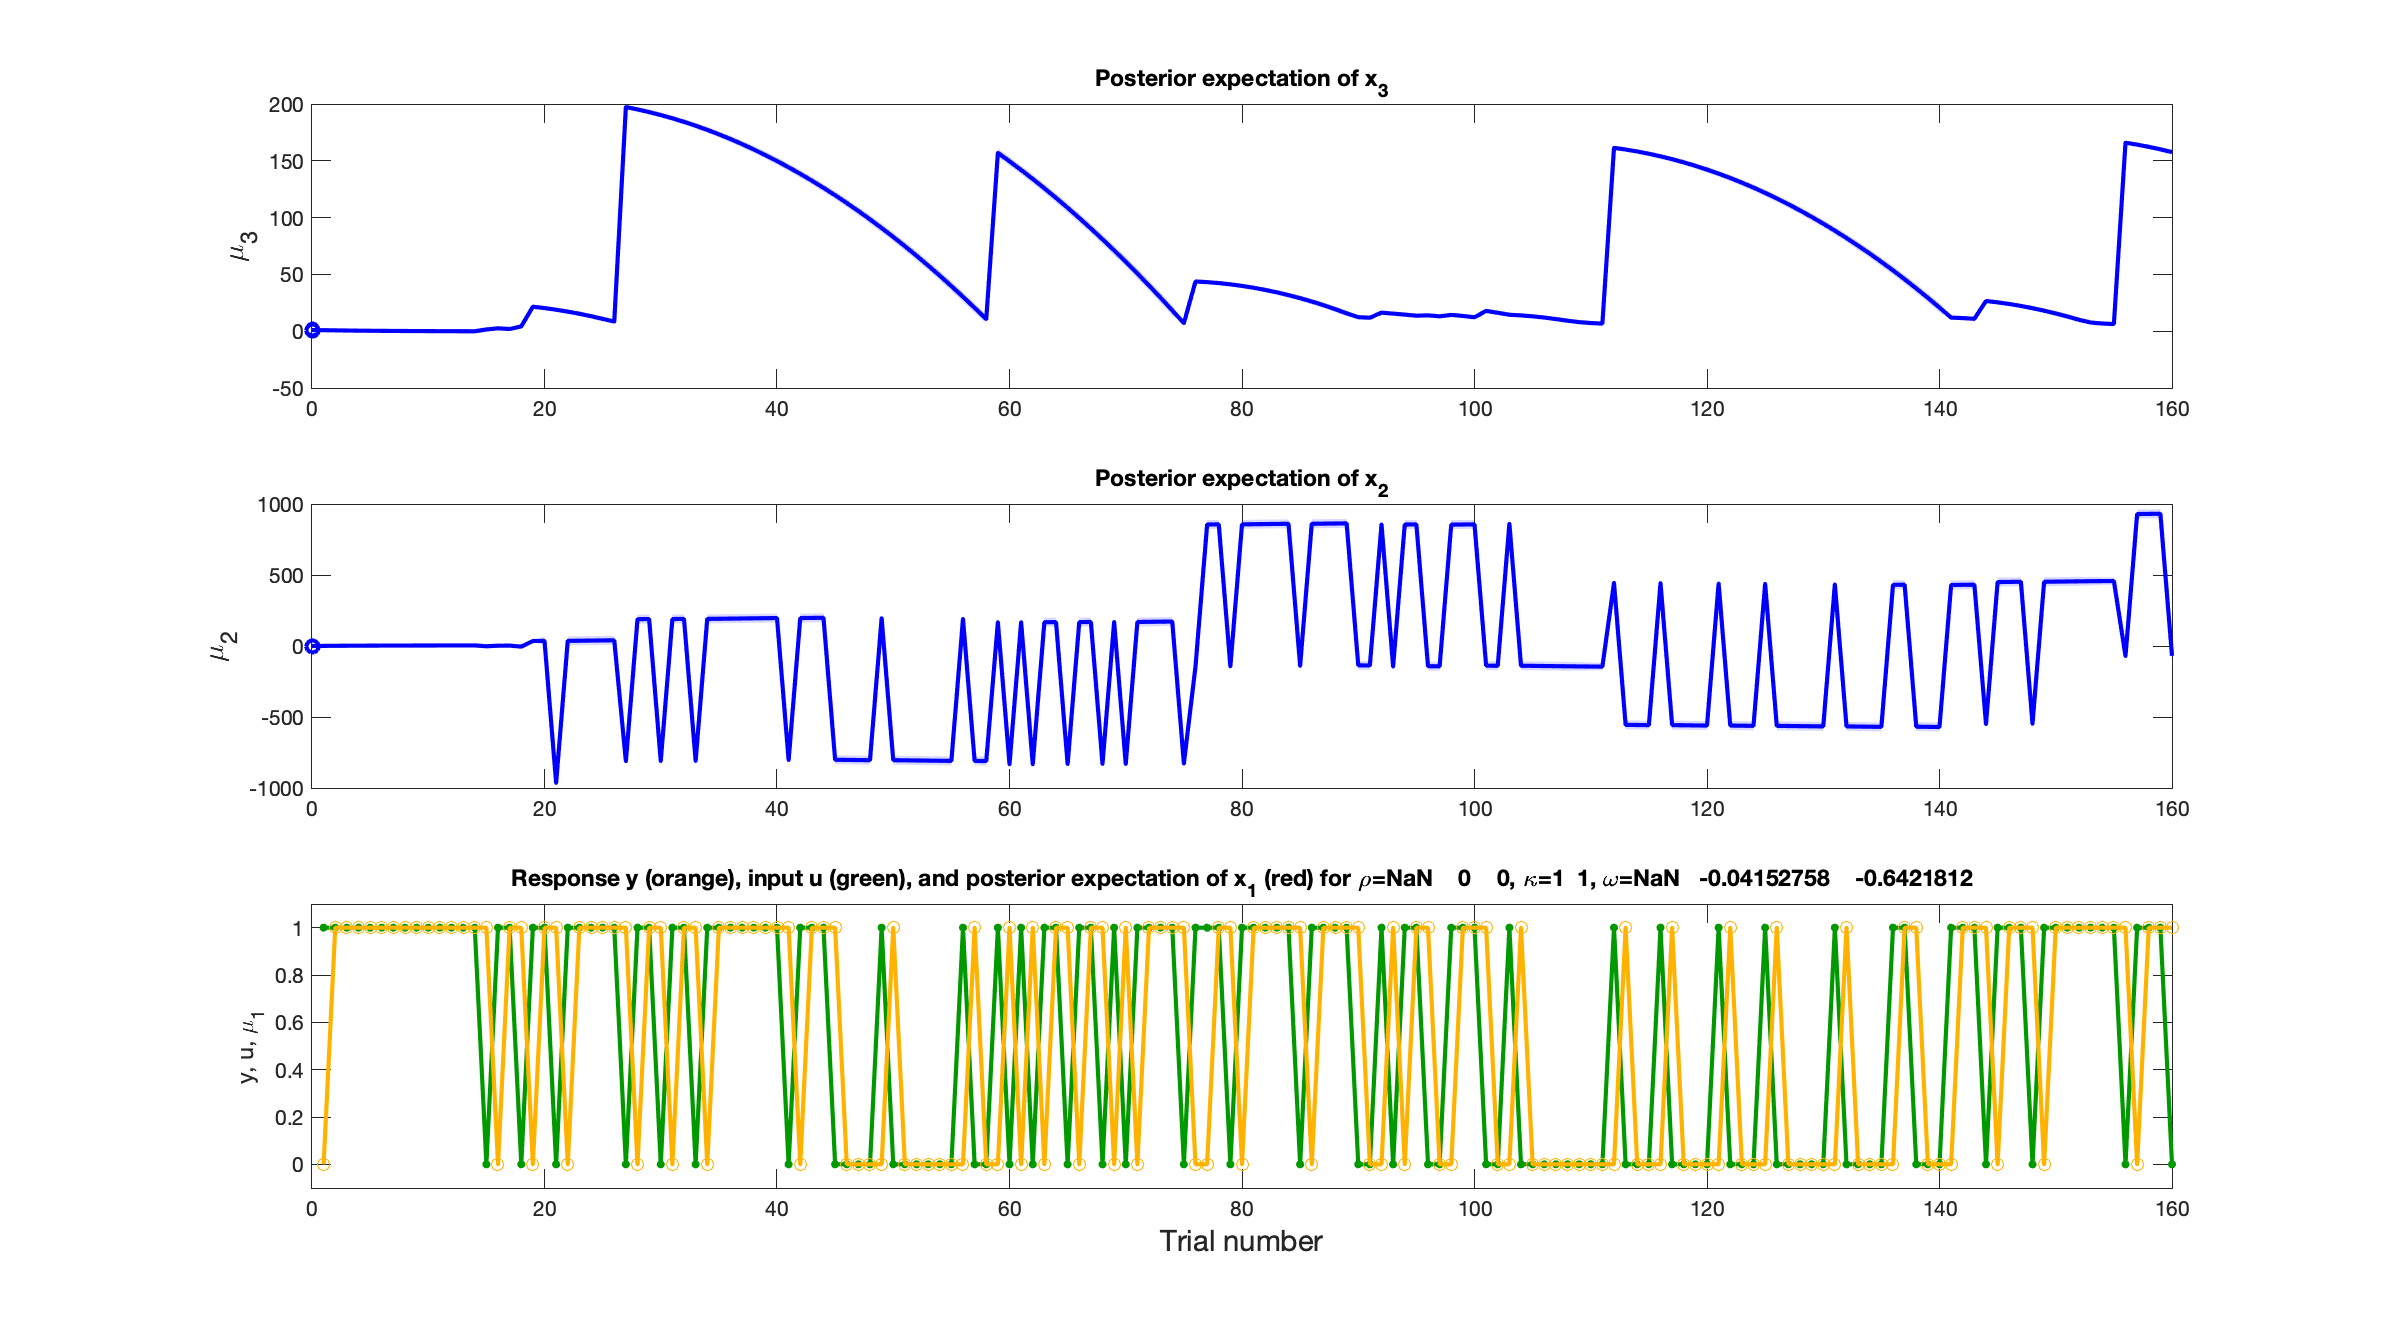 Posterior expectation of x3
200
150
100
50
0
-50
μ3
0 20 40 60 80 100 120 140 160
Posterior expectation of x2
1000
500
0
-500
-1000
μ2
0 20 40 60 80 100 120 140 160
Response y (orange), input u (green), and posterior expectation of x1 (red) for ρ=NaN 0 0, κ=1 1, ω=NaN -0.04152758 -0.6421812
1
0.8
0.6
0.4
0.2
0
y, u, μ1
0 20 40 60 80 100 120 140 160
Trial number